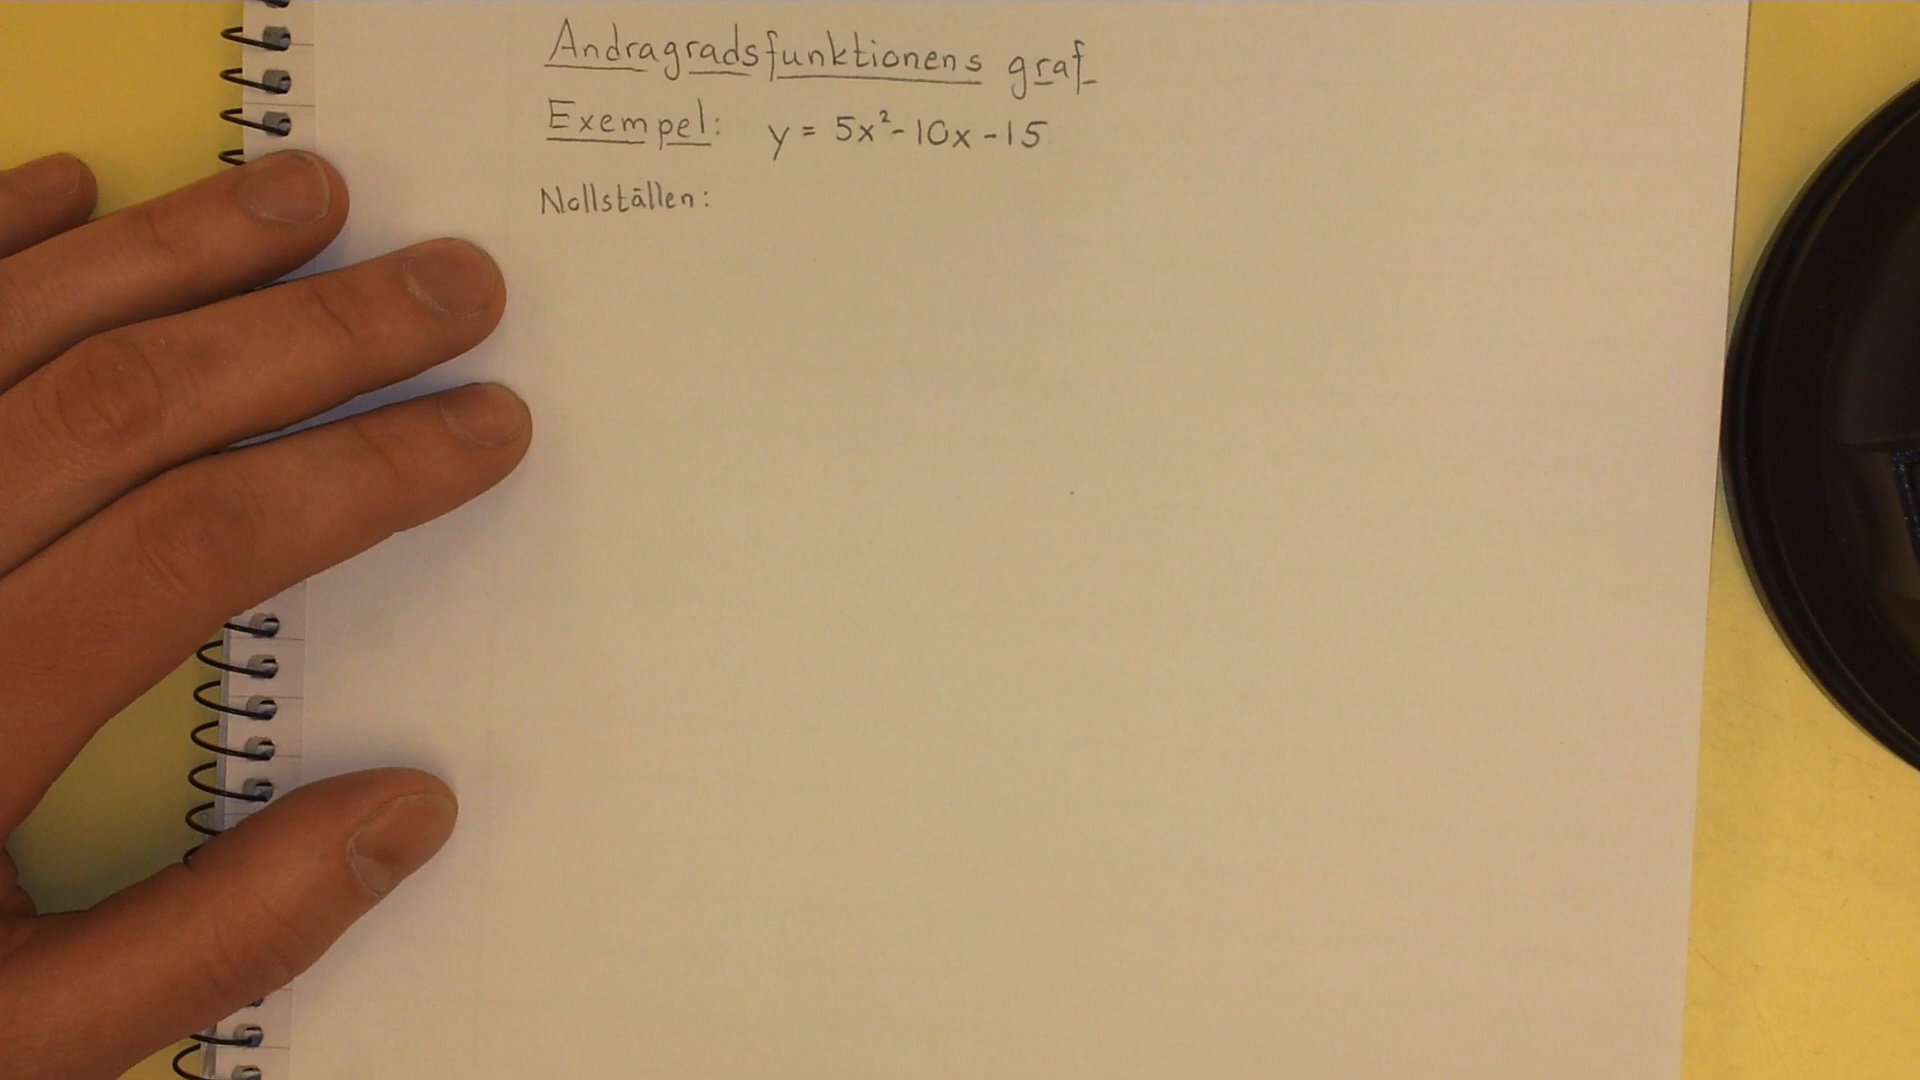 Andragradsfunktionens graf
Exempel: y = 5x²-10x-15
Nollställen: